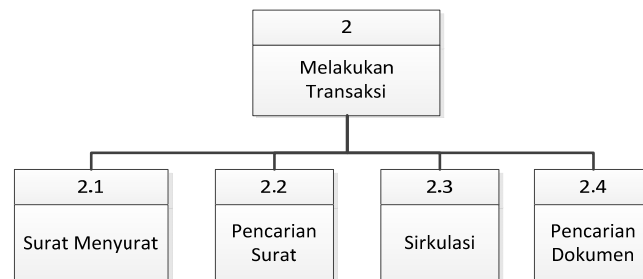 2
Melakukan
Transaksi
2.1
Surat Menyurat
2.2
Pencarian
Surat
2.3
Sirkulasi
2.4
Pencarian
Dokumen